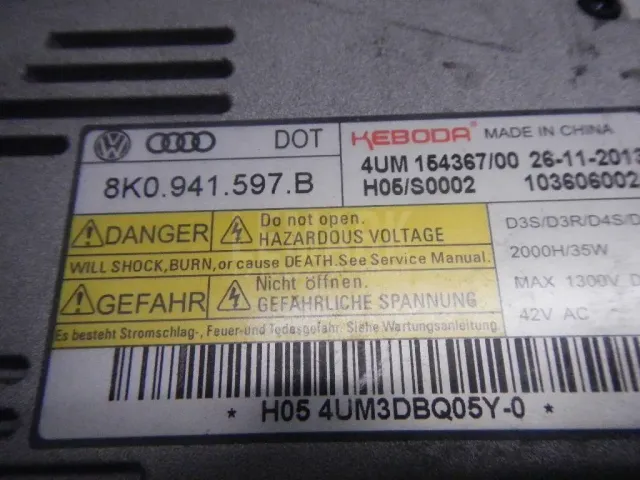 DOT KEBODA MADE IN CHINA
8K0.941.597.B
4UM 154367/00 26-11-2013
H05/S0002 103606002
DANGER Do not open.
HAZARDOUS VOLTAGE
WILL SHOCK,BURN,or cause DEATH.See Service Manual.
GEFAHR Nicht öffnen.
GEFÄHRLICHE SPANNUNG
Es besteht Stromschlag-, Feuer-und Todesgefahr. Siehe Wartungsanleitung.
D3S/D3R/D4S/D
2000H/35W
MAX 1300V D
42V AC
* H05 4UM3DBQ05Y-0 *